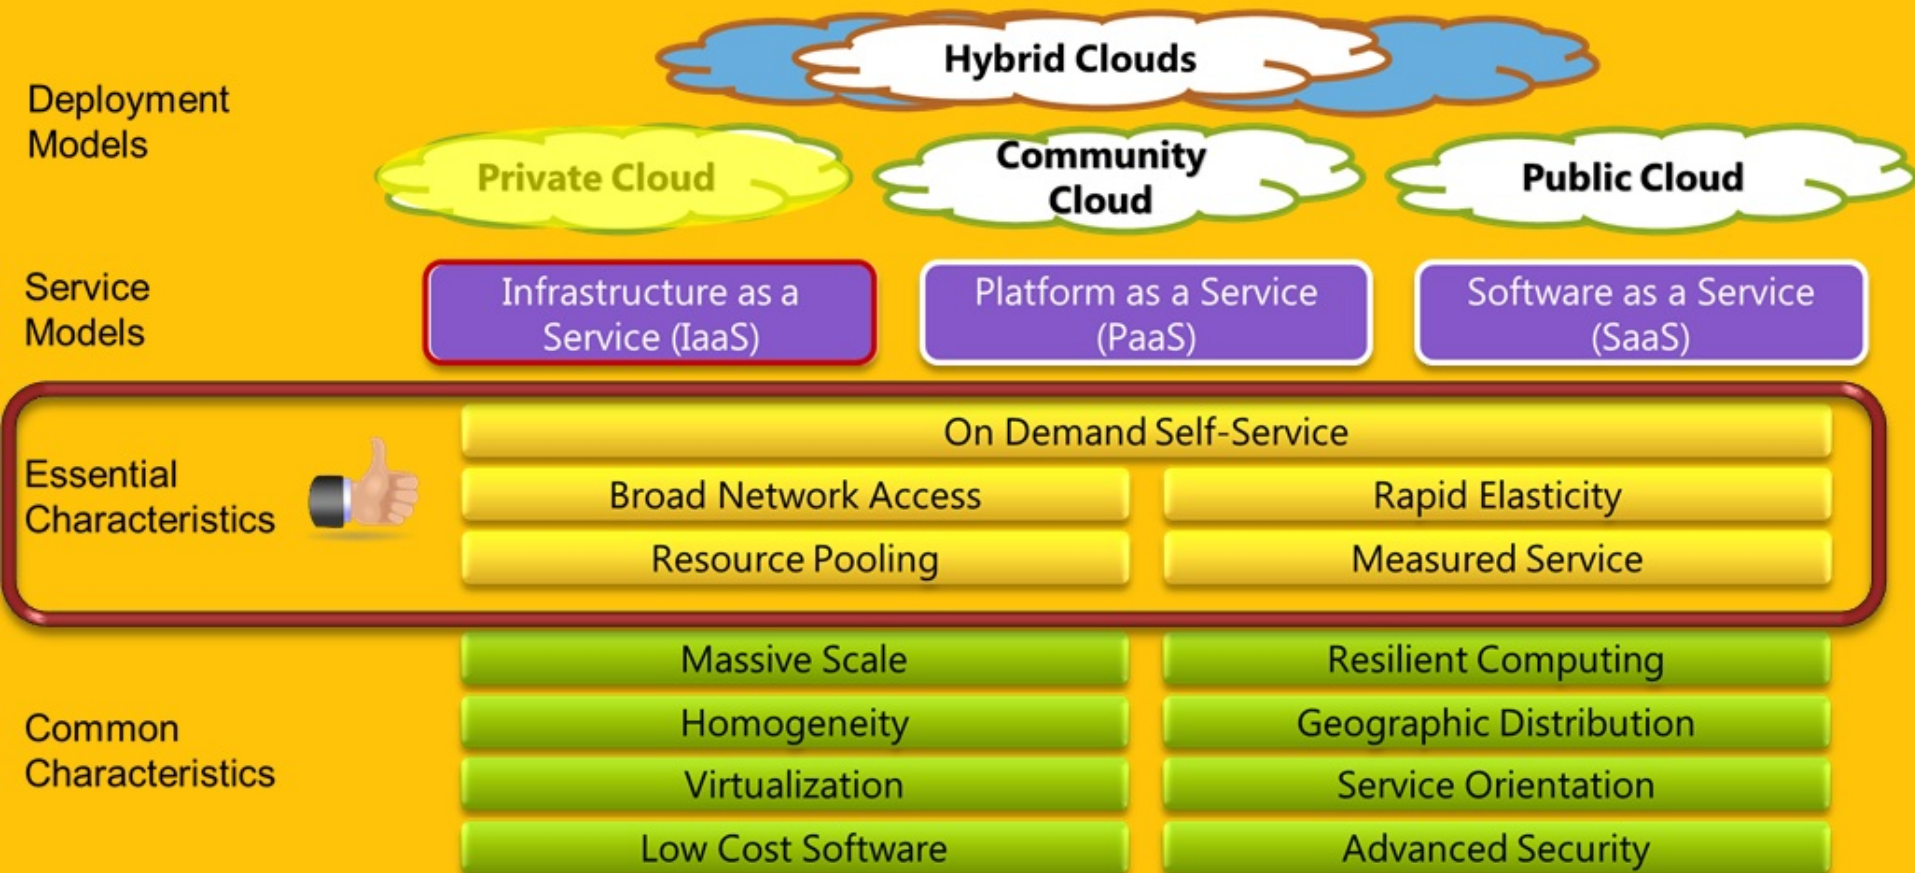 Hybrid Clouds
Deployment
Models
Private Cloud
Community
Cloud
Public Cloud
Service
Models
Infrastructure as a
Service (IaaS)
Platform as a Service
(PaaS)
Software as a Service
(SaaS)
Essential
Characteristics
On Demand Self-Service
Broad Network Access
Rapid Elasticity
Resource Pooling
Measured Service
Common
Characteristics
Massive Scale
Resilient Computing
Homogeneity
Geographic Distribution
Virtualization
Service Orientation
Low Cost Software
Advanced Security